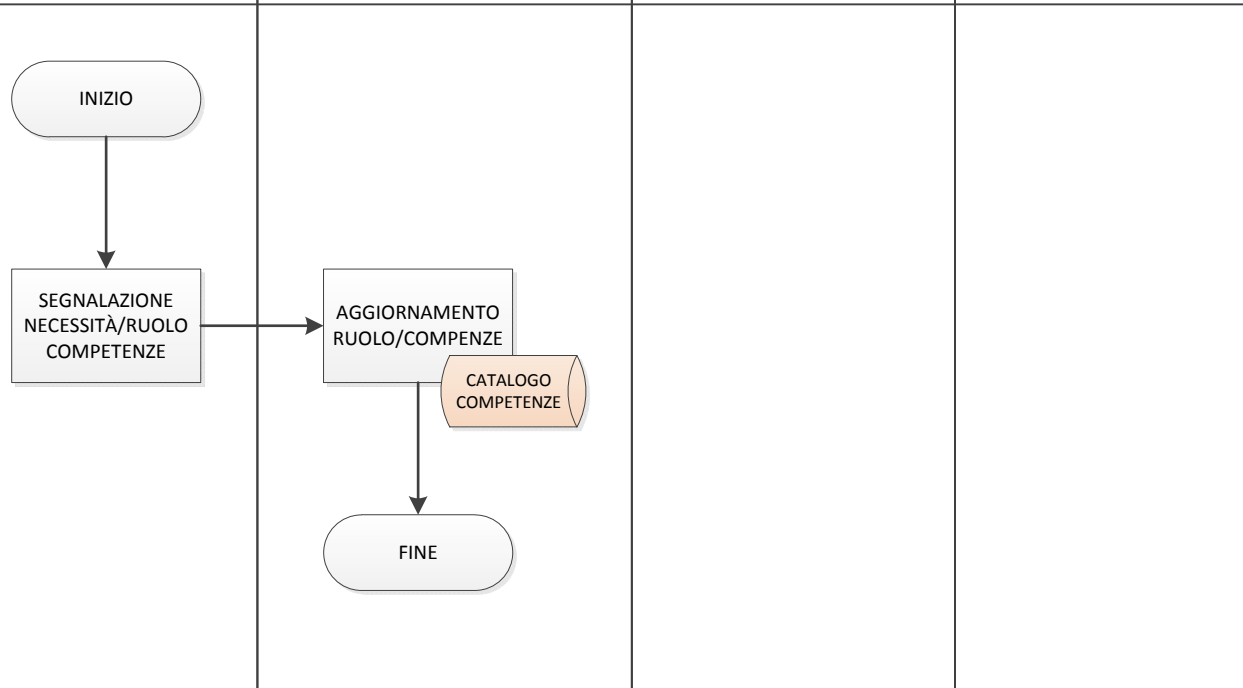 INIZIO
SEGNALAZIONE
NECESSITÀ/RUOLO
COMPETENZE
AGGIORNAMENTO
RUOLO/COMPENZE
CATALOGO
COMPETENZE
FINE